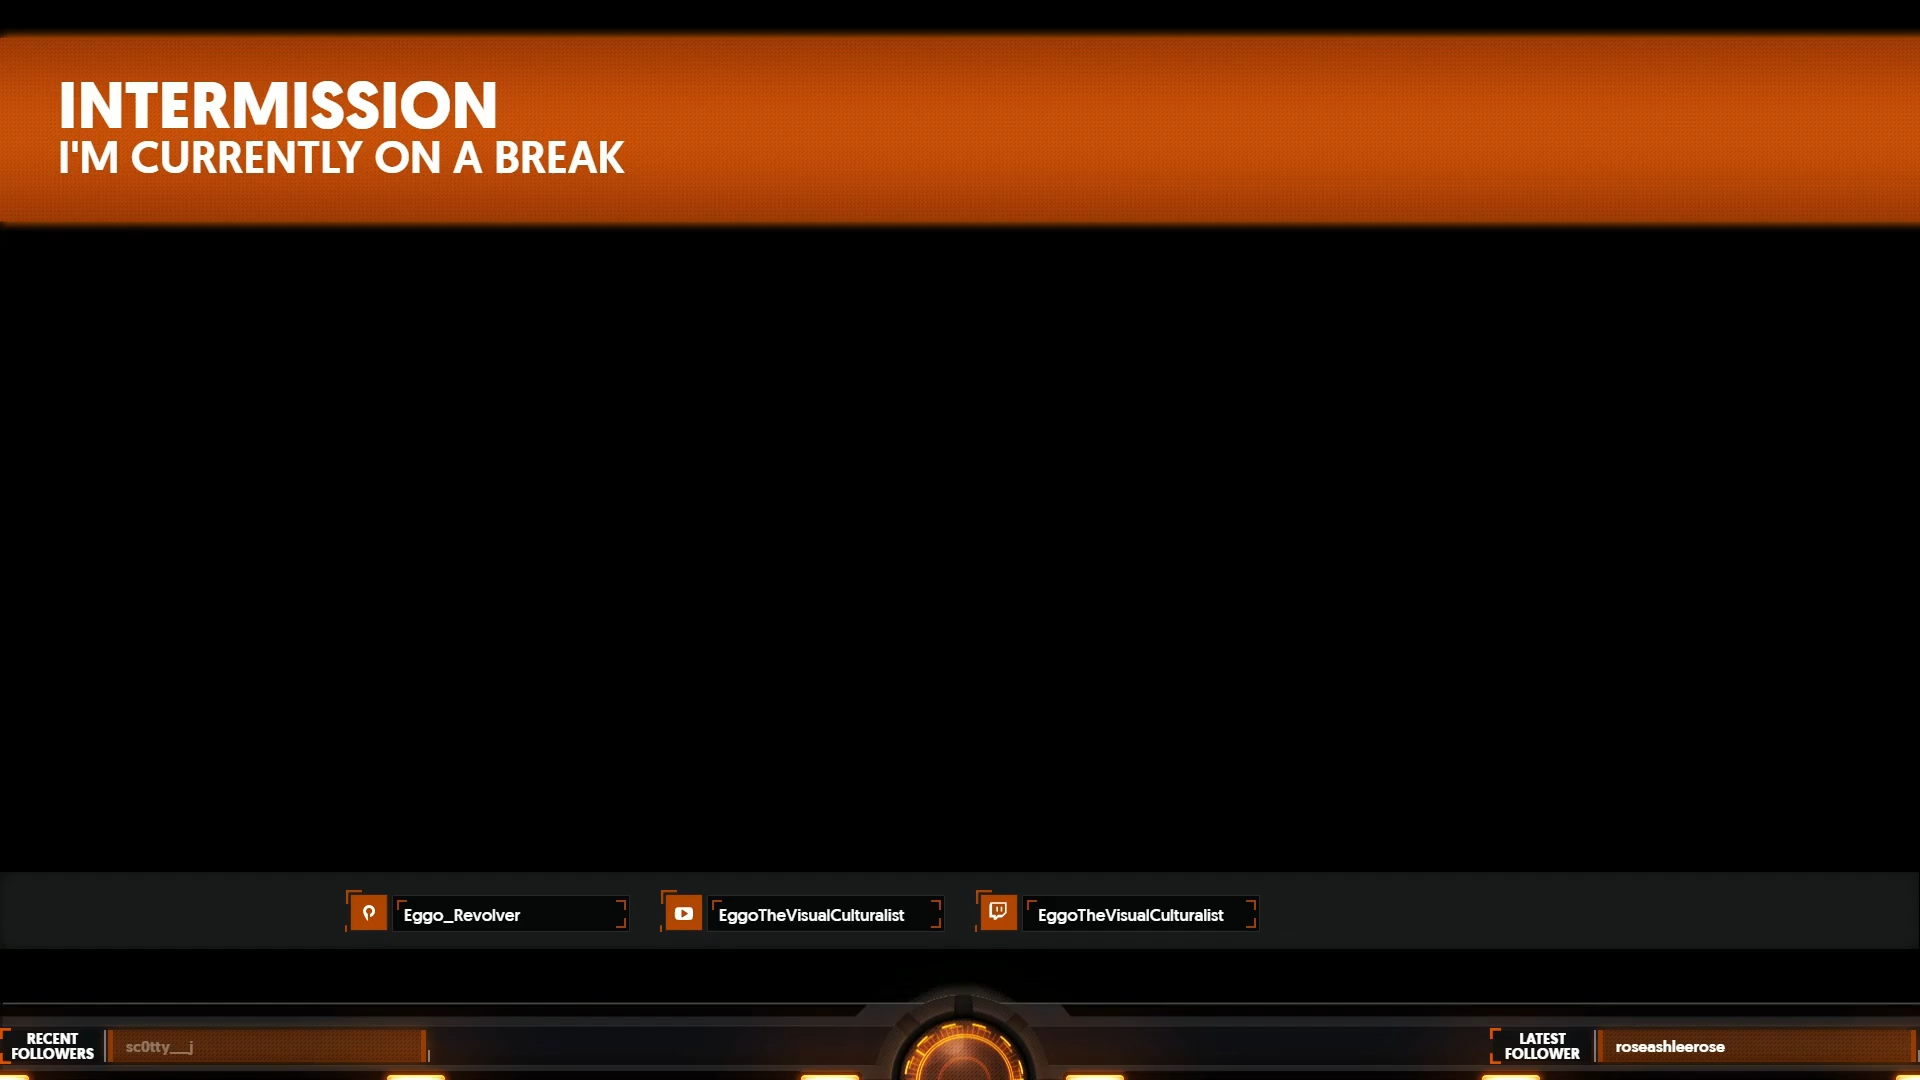 INTERMISSION
I'M CURRENTLY ON A BREAK
Eggo_Revolver
EggoTheVisualCulturalist
EggoTheVisualCulturalist
RECENT
FOLLOWERS
sc0tty__j
LATEST
FOLLOWER
roseashleerose